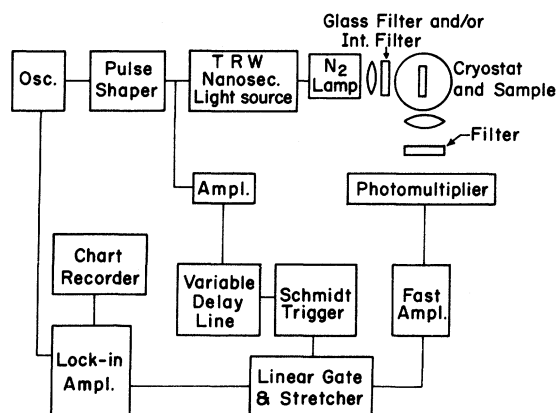 Glass Filter and/or
Int. Filter
Osc.
Pulse
Shaper
T R W
Nanosec.
Light source
N2
Lamp
Cryostat
and Sample
Filter
Ampl.
Photomultiplier
Chart
Recorder
Variable
Delay
Line
Schmidt
Trigger
Fast
Ampl.
Lock-in
Ampl.
Linear Gate
& Stretcher